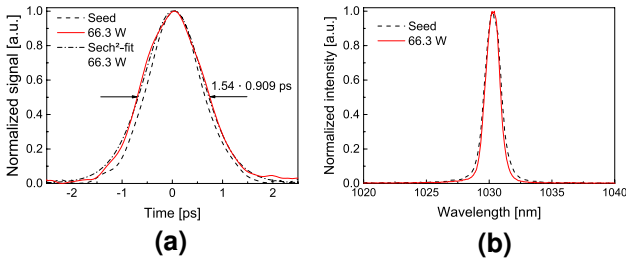 Normalized signal [a.u.]
1.0
0.8
0.6
0.4
0.2
0.0
Seed
66.3 W
Sech²-fit
66.3 W
1.54 · 0.909 ps
-2
-1
0
1
2
Time [ps]
(a)
Normalized intensity [a.u.]
1.0
0.8
0.6
0.4
0.2
0.0
Seed
66.3 W
1020
1025
1030
1035
1040
Wavelength [nm]
(b)